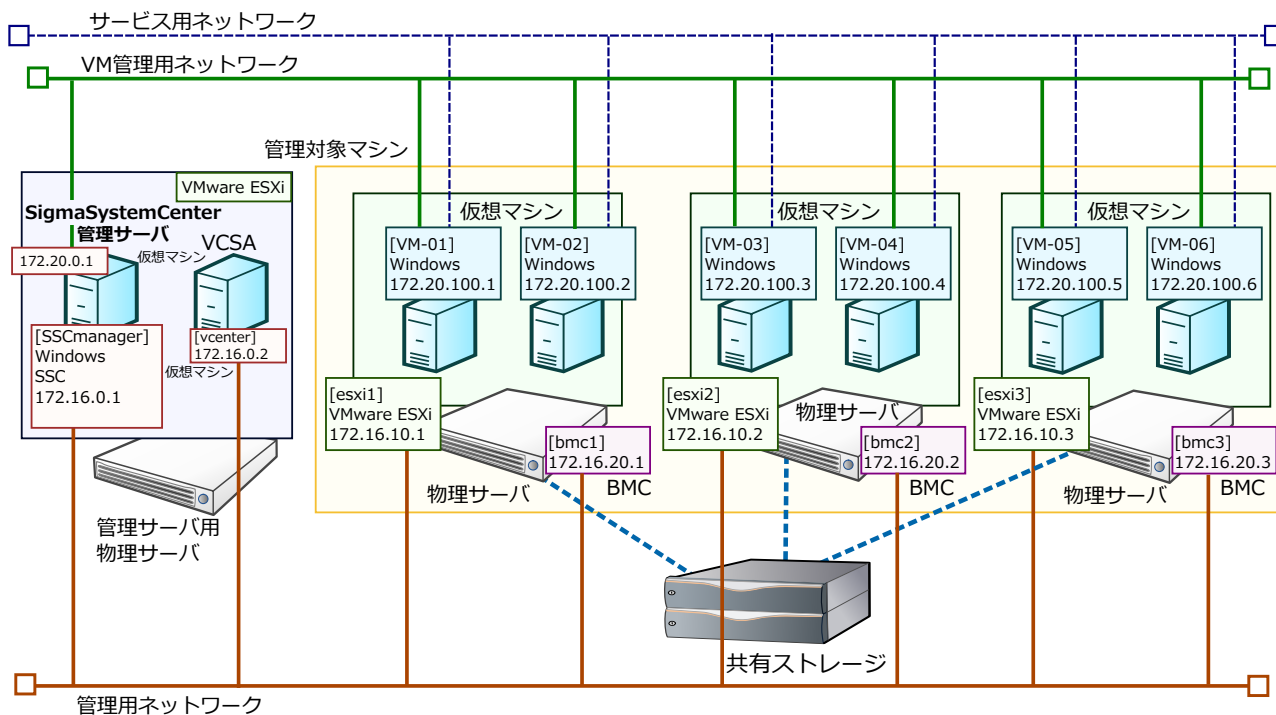 サービス用ネットワーク
VM管理用ネットワーク
管理対象マシン
VMware ESXi
SigmaSystemCenter
管理サーバ
仮想マシン
VCSA
172.20.0.1
[SSCmanager]
Windows
SSC
172.16.0.1
[vcenter]
172.16.0.2
仮想マシン
管理サーバ用
物理サーバ
仮想マシン
[VM-01]
Windows
172.20.100.1
[VM-02]
Windows
172.20.100.2
[esxi1]
VMware ESXi
172.16.10.1
[bmc1]
172.16.20.1
物理サーバ
BMC
仮想マシン
[VM-03]
Windows
172.20.100.3
[VM-04]
Windows
172.20.100.4
[esxi2]
VMware ESXi
172.16.10.2
物理サーバ
[bmc2]
172.16.20.2
BMC
仮想マシン
[VM-05]
Windows
172.20.100.5
[VM-06]
Windows
172.20.100.6
[esxi3]
VMware ESXi
172.16.10.3
[bmc3]
172.16.20.3
物理サーバ
BMC
共有ストレージ
管理用ネットワーク